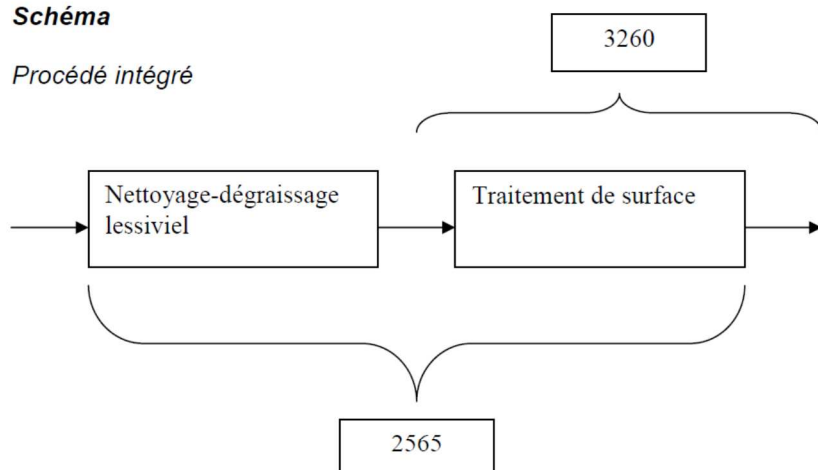 Schéma
3260
Procédé intégré
Nettoyage-dégraissage
lessiviel
Traitement de surface
2565